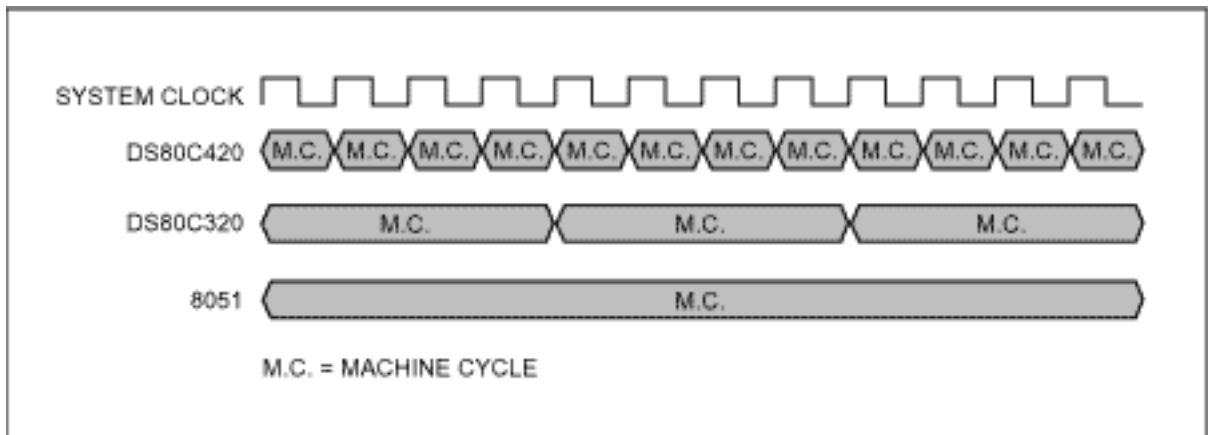 SYSTEM CLOCK
DS80C420 M.C. M.C. M.C. M.C. M.C. M.C. M.C. M.C. M.C. M.C. M.C. M.C.
DS80C320 M.C. M.C. M.C.
8051 M.C.
M.C. = MACHINE CYCLE